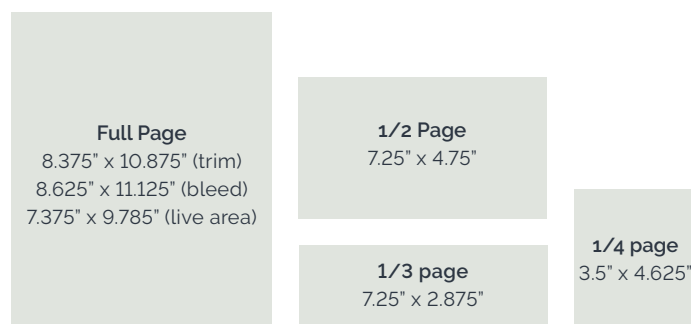 Full Page
8.375” x 10.875” (trim)
8.625” x 11.125” (bleed)
7.375” x 9.785” (live area)
1/2 Page
7.25” x 4.75”
1/3 page
7.25” x 2.875”
1/4 page
3.5” x 4.625”